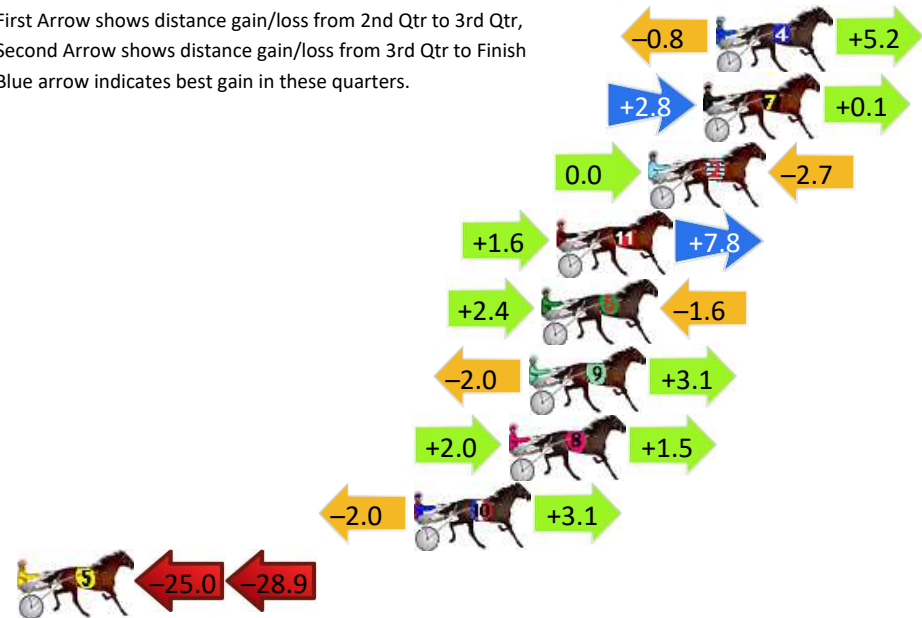 First Arrow shows distance gain/loss from 2nd Qtr to 3rd Qtr,
Second Arrow shows distance gain/loss from 3rd Qtr to Finish
Blue arrow indicates best gain in these quarters.
−0.8 4 +5.2
+2.8 7 +0.1
0.0 2 −2.7
+1.6 11 +7.8
+2.4 6 −1.6
−2.0 9 +3.1
+2.0 8 +1.5
−2.0 10 +3.1
5 −25.0 −28.9